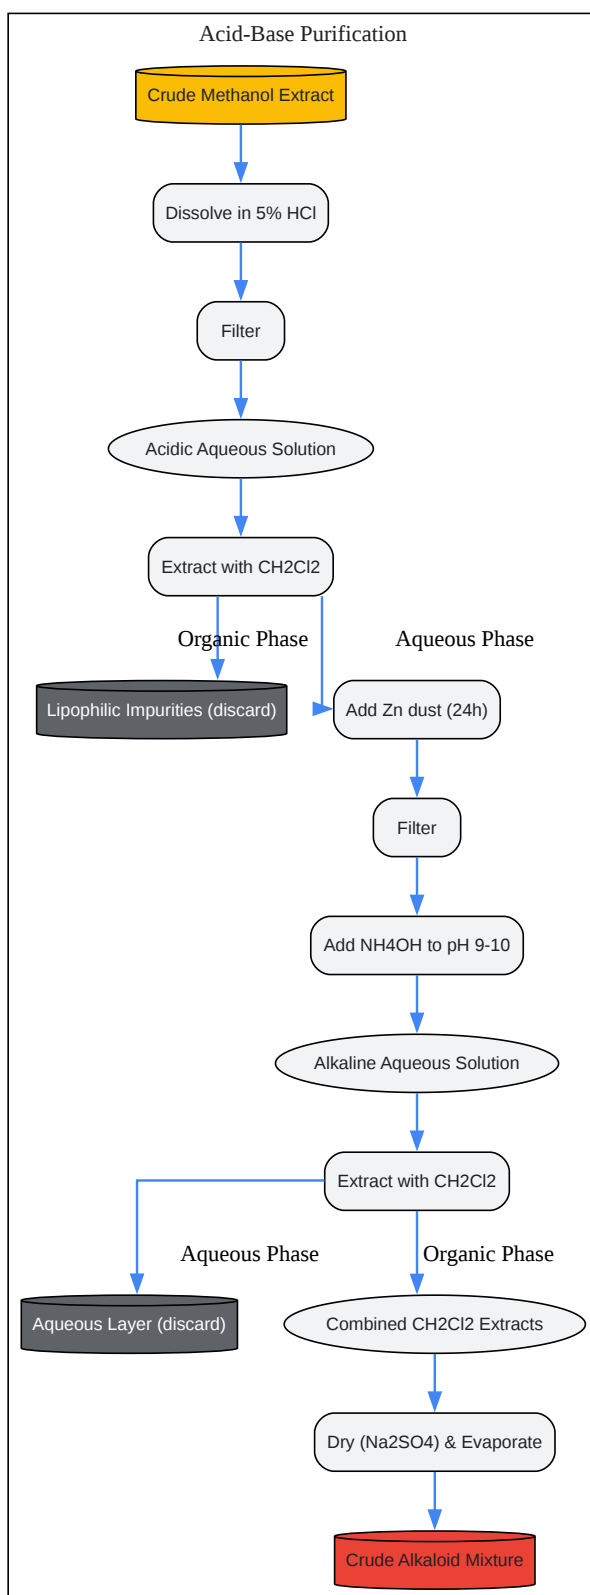 Acid-Base Purification
Crude Methanol Extract
Dissolve in 5% HCl
Filter
Acidic Aqueous Solution
Extract with CH2Cl2
Organic Phase
Aqueous Phase
Lipophilic Impurities (discard)
Add Zn dust (24h)
Filter
Add NH4OH to pH 9-10
Alkaline Aqueous Solution
Extract with CH2Cl2
Aqueous Phase
Organic Phase
Aqueous Layer (discard)
Combined CH2Cl2 Extracts
Dry (Na2SO4) & Evaporate
Crude Alkaloid Mixture